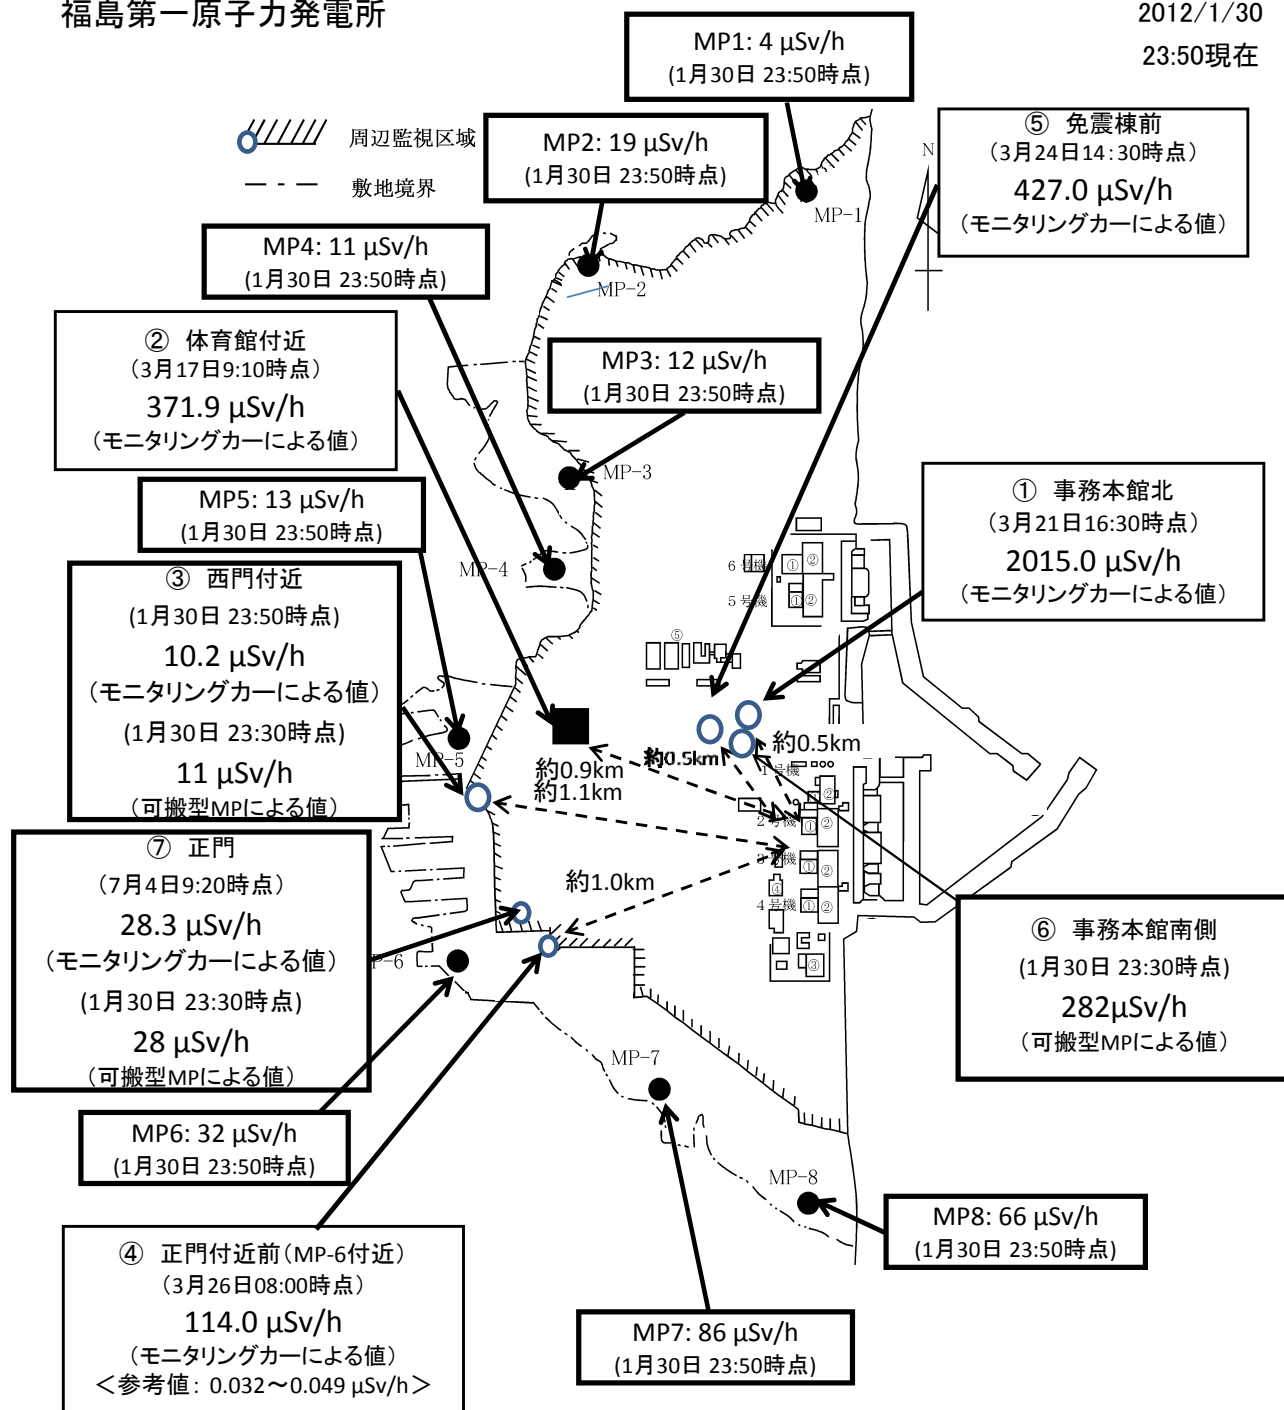 福島第一原子力発電所
2012/1/30
23:50現在
周辺監視区域
敷地境界
MP1: 4 μSv/h
(1月30日 23:50時点)
MP2: 19 μSv/h
(1月30日 23:50時点)
⑤ 免震棟前
(3月24日14:30時点)
427.0 μSv/h
(モニタリングカーによる値)
N
MP-1
MP4: 11 μSv/h
(1月30日 23:50時点)
MP-2
② 体育館付近
(3月17日9:10時点)
371.9 μSv/h
(モニタリングカーによる値)
MP3: 12 μSv/h
(1月30日 23:50時点)
MP-3
MP5: 13 μSv/h
(1月30日 23:50時点)
① 事務本館北
(3月21日16:30時点)
2015.0 μSv/h
(モニタリングカーによる値)
MP-4
6号機
① ②
5号機
① ②
③ 西門付近
(1月30日 23:50時点)
10.2 μSv/h
(モニタリングカーによる値)
(1月30日 23:30時点)
11 μSv/h
(可搬型MPによる値)
⑤
MP-5
約0.9km
約1.1km
約0.5km
約0.5km
1号機
① ②
2号機
① ②
3号機
① ②
④
4号機
① ②
③
約1.0km
⑦ 正門
(7月4日9:20時点)
28.3 μSv/h
(モニタリングカーによる値)
(1月30日 23:30時点)
28 μSv/h
(可搬型MPによる値)
P-6
⑥ 事務本館南側
(1月30日 23:30時点)
282μSv/h
(可搬型MPによる値)
MP-7
MP6: 32 μSv/h
(1月30日 23:50時点)
MP-8
MP8: 66 μSv/h
(1月30日 23:50時点)
④ 正門付近前(MP-6付近)
(3月26日08:00時点)
114.0 μSv/h
(モニタリングカーによる値)
<参考値: 0.032~0.049 μSv/h>
MP7: 86 μSv/h
(1月30日 23:50時点)